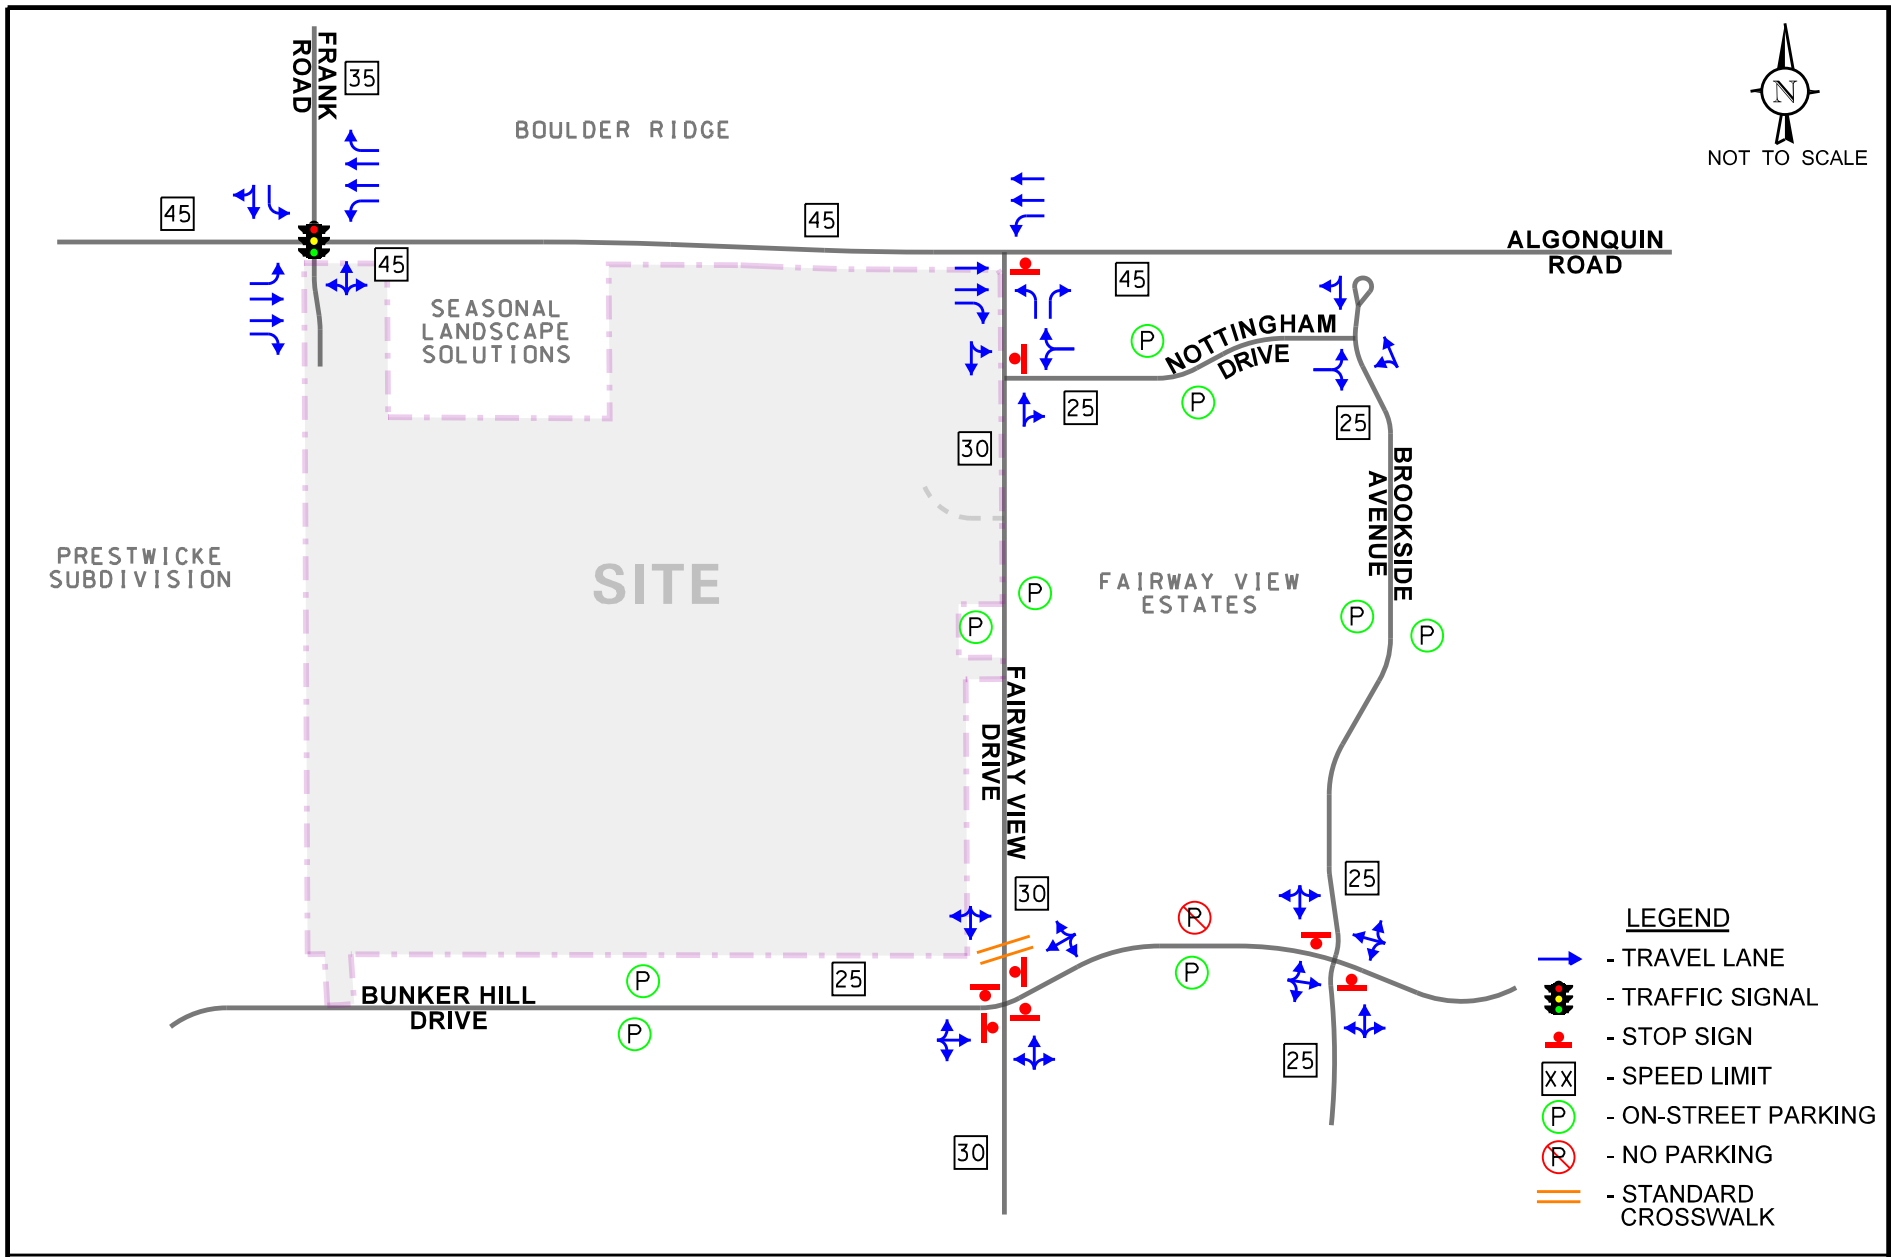 FRANK
ROAD
35
BOULDER RIDGE
N
NOT TO SCALE
45
45
45
45
ALGONQUIN
ROAD
SEASONAL
LANDSCAPE
SOLUTIONS
P
NOTTINGHAM
DRIVE
P
25
25
30
BROOKSIDE
AVENUE
PRESTWICKE
SUBDIVISION
SITE
FAIRWAY VIEW
ESTATES
P
P
P
P
FAIRWAY VIEW
DRIVE
30
25
P
P
25
P
BUNKER HILL
DRIVE
P
25
30
LEGEND
- TRAVEL LANE
- TRAFFIC SIGNAL
- STOP SIGN
XX - SPEED LIMIT
P - ON-STREET PARKING
P - NO PARKING
- STANDARD
CROSSWALK